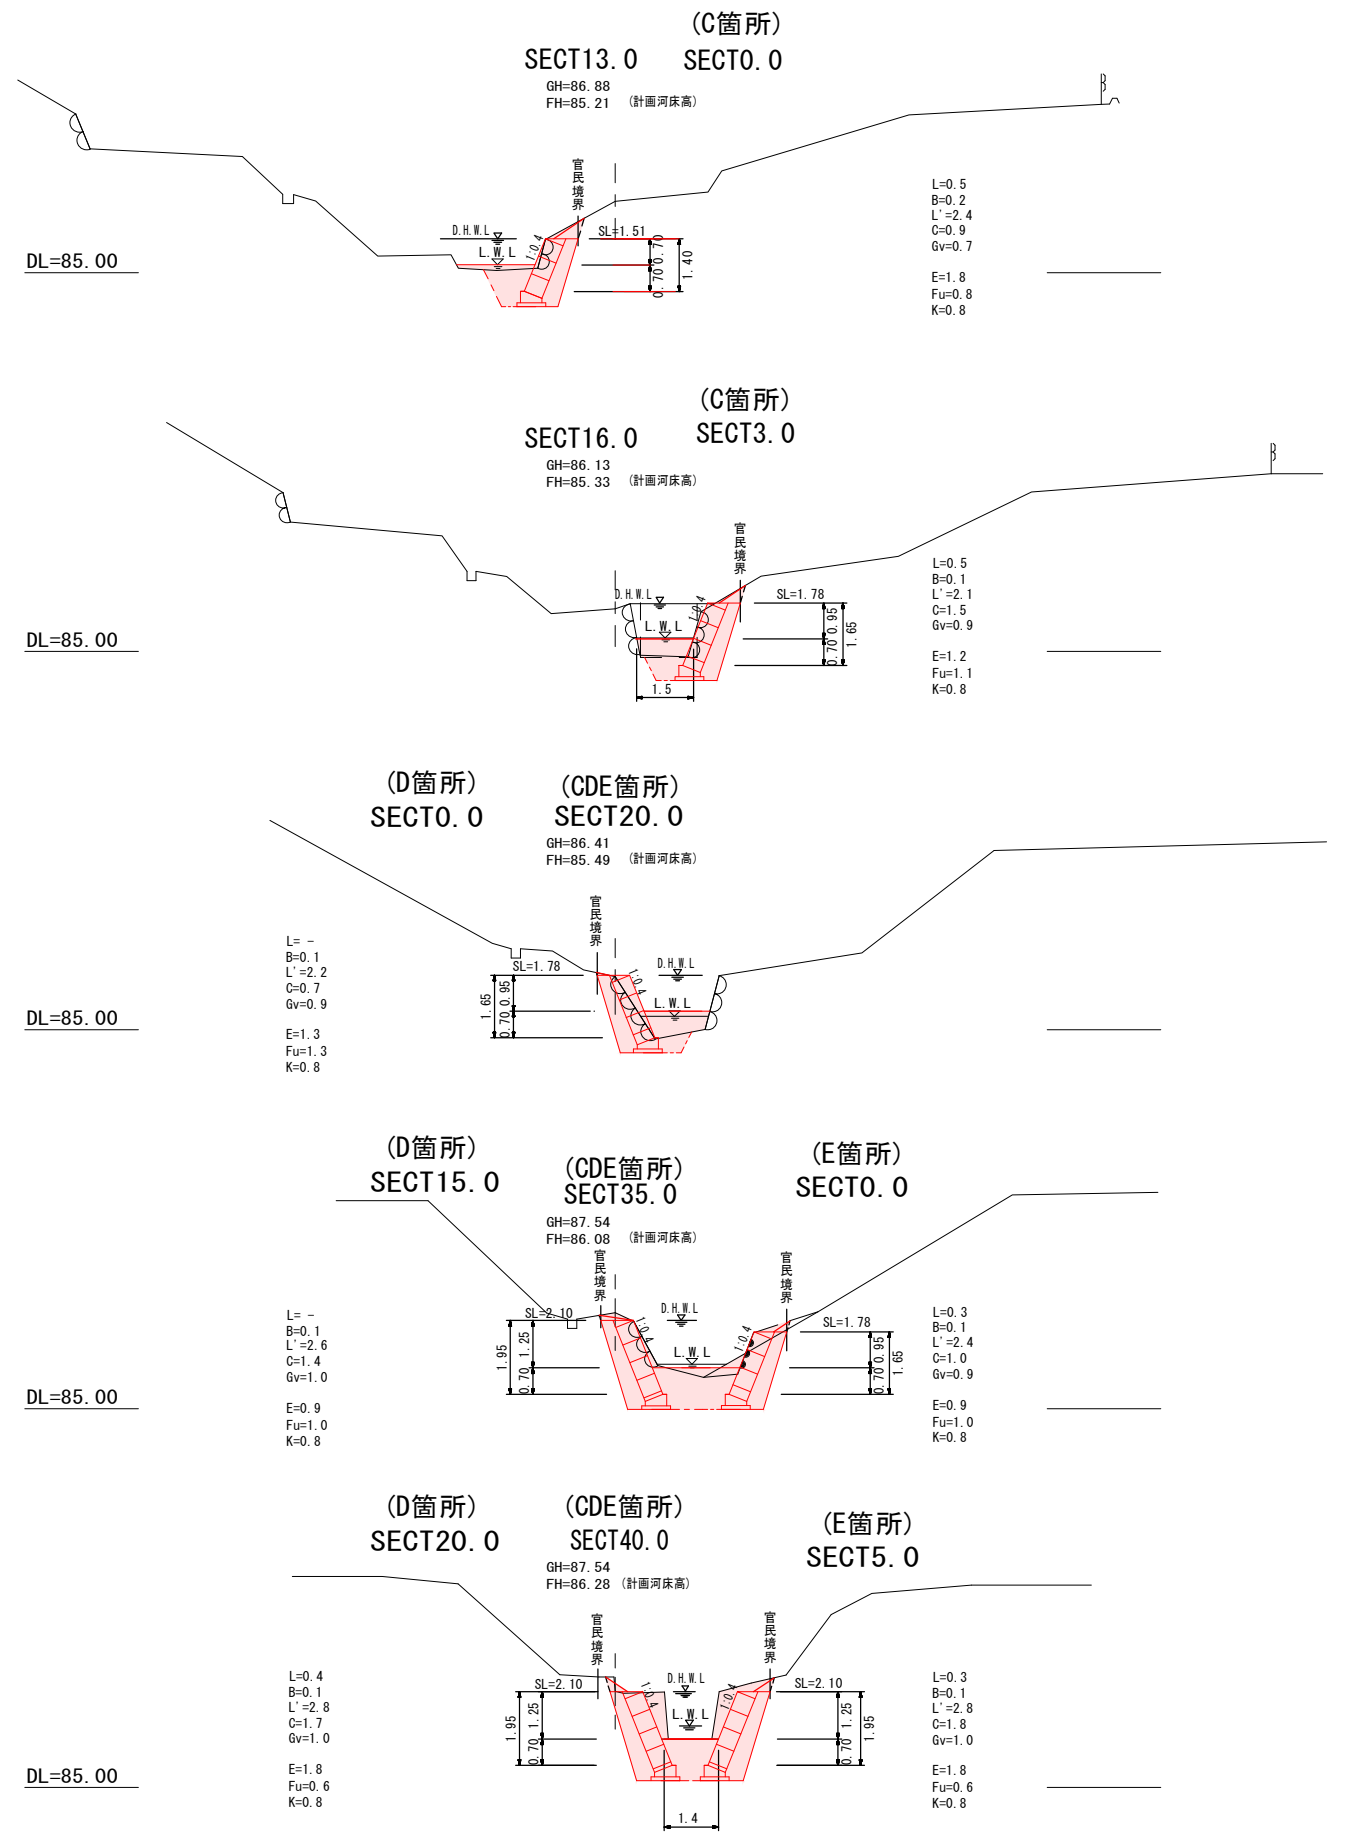 (C箇所)
SECT13.0 SECT0.0
GH=86.88
FH=85.21 (計画河床高)
官民境界
D.H.W.L
L.W.L
1:0.4
SL=1.51
0.70
0.70
1.40
DL=85.00
L=0.5
B=0.2
L'=2.4
C=0.9
Gv=0.7
E=1.8
Fu=0.8
K=0.8
(C箇所)
SECT16.0 SECT3.0
GH=86.13
FH=85.33 (計画河床高)
官民境界
D.H.W.L
L.W.L
1:0.4
SL=1.78
0.95
0.70
1.65
1.5
DL=85.00
L=0.5
B=0.1
L'=2.1
C=1.5
Gv=0.9
E=1.2
Fu=1.1
K=0.8
(D箇所) (CDE箇所)
SECT0.0 SECT20.0
GH=86.41
FH=85.49 (計画河床高)
官民境界
L= -
B=0.1
L'=2.2
C=0.7
Gv=0.9
E=1.3
Fu=1.3
K=0.8
SL=1.78
1:0.4
D.H.W.L
L.W.L
0.95
0.70
1.65
DL=85.00
(D箇所) (CDE箇所) (E箇所)
SECT15.0 SECT35.0 SECT0.0
GH=87.54
FH=86.08 (計画河床高)
官民境界
官民境界
L= -
B=0.1
L'=2.6
C=1.4
Gv=1.0
E=0.9
Fu=1.0
K=0.8
SL=2.10
1:0.4
D.H.W.L
L.W.L
1:0.4
SL=1.78
1.95
1.25
0.70
0.95
0.70
1.65
DL=85.00
L=0.3
B=0.1
L'=2.4
C=1.0
Gv=0.9
E=0.9
Fu=1.0
K=0.8
(D箇所) (CDE箇所) (E箇所)
SECT20.0 SECT40.0 SECT5.0
GH=87.54
FH=86.28 (計画河床高)
官民境界
官民境界
L=0.4
B=0.1
L'=2.8
C=1.7
Gv=1.0
E=1.8
Fu=0.6
K=0.8
SL=2.10
1:0.4
D.H.W.L
L.W.L
1:0.4
SL=2.10
1.95
1.25
0.70
1.25
0.70
1.95
1.4
DL=85.00
L=0.3
B=0.1
L'=2.8
C=1.8
Gv=1.0
E=1.8
Fu=0.6
K=0.8